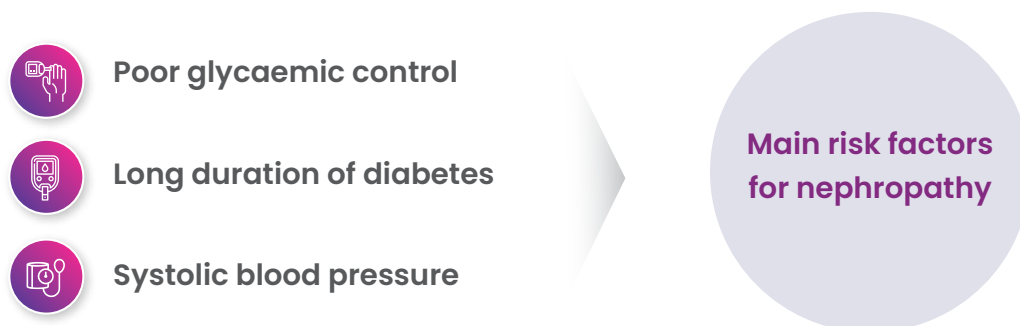 Poor glycaemic control
Long duration of diabetes
Systolic blood pressure
Main risk factors
for nephropathy